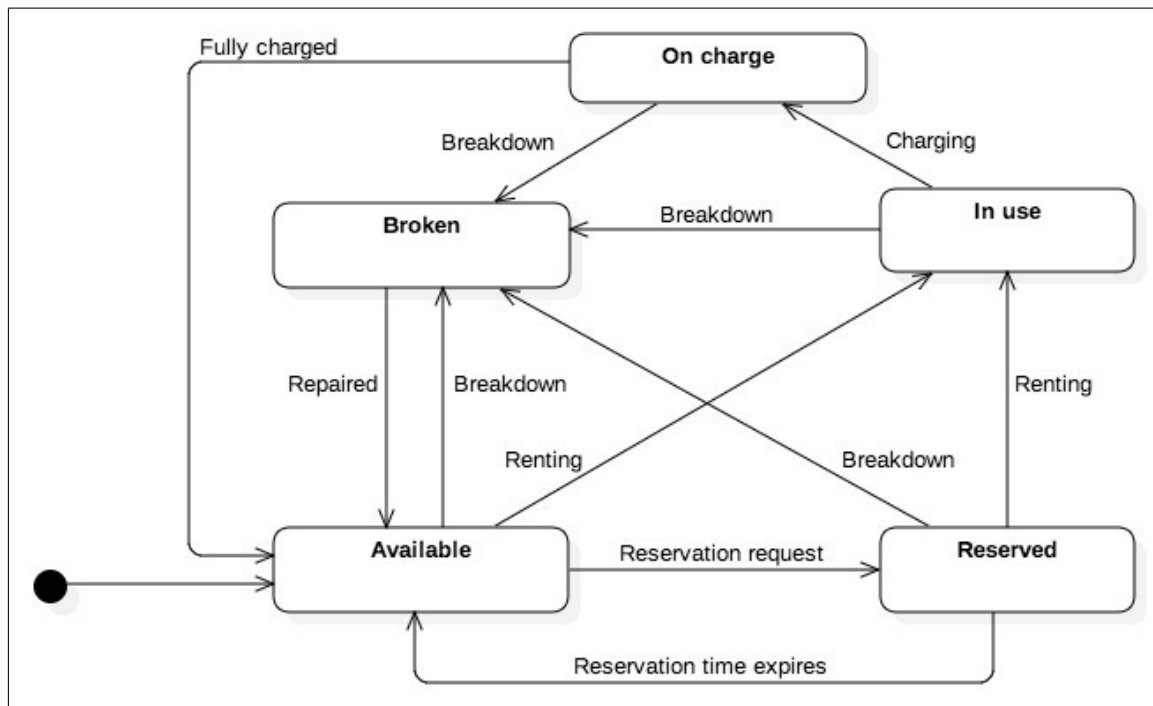 Fully charged
On charge
Breakdown
Charging
Broken
Breakdown
In use
Repaired
Breakdown
Renting
Renting
Breakdown
Available
Reservation request
Reserved
Reservation time expires